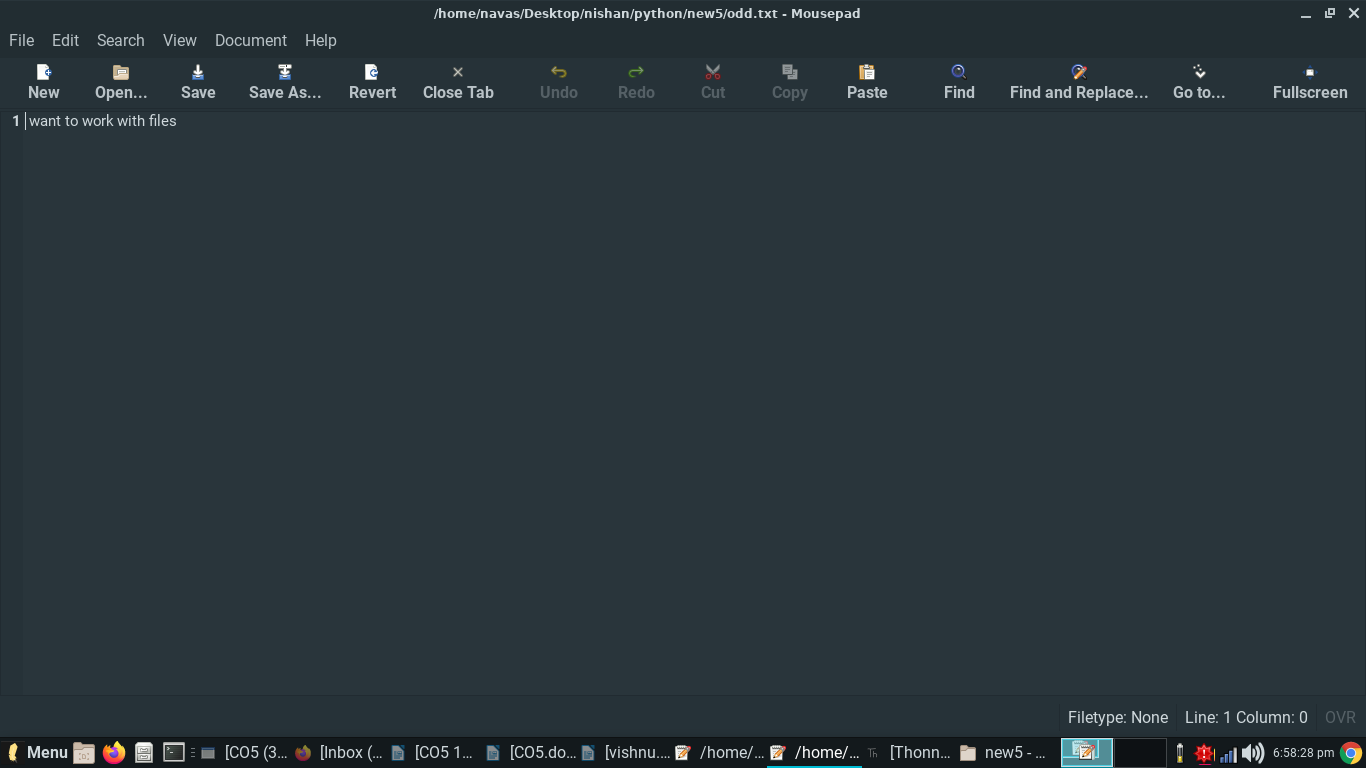 /home/navas/Desktop/nishan/python/new5/odd.txt - Mousepad
File Edit Search View Document Help
New Open... Save Save As... Revert Close Tab Undo Redo Cut Copy Paste Find Find and Replace... Go to... Fullscreen
1 want to work with files
Filetype: None Line: 1 Column: 0 OVR
Menu [CO5 (3... [Inbox (... [CO5 1... [CO5.do... [vishnu.... /home/... /home/... Th [Thonn... new5 - ... 6:58:28 pm